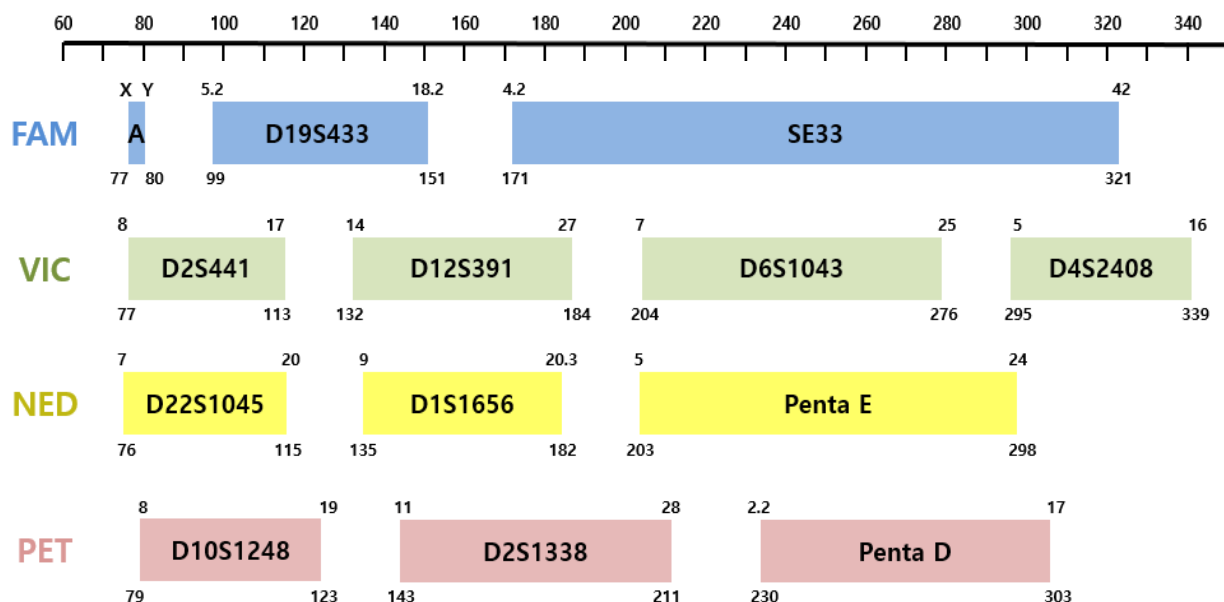 60 80 100 120 140 160 180 200 220 240 260 280 300 320 340
X Y 5.2 18.2 4.2 42
FAM A D19S433 SE33
77 80 99 151 171 321
8 17 14 27 7 25 5 16
VIC D2S441 D12S391 D6S1043 D4S2408
77 113 132 184 204 276 295 339
7 20 9 20.3 5 24
NED D22S1045 D1S1656 Penta E
76 115 135 182 203 298
8 19 11 28 2.2 17
PET D10S1248 D2S1338 Penta D
79 123 143 211 230 303